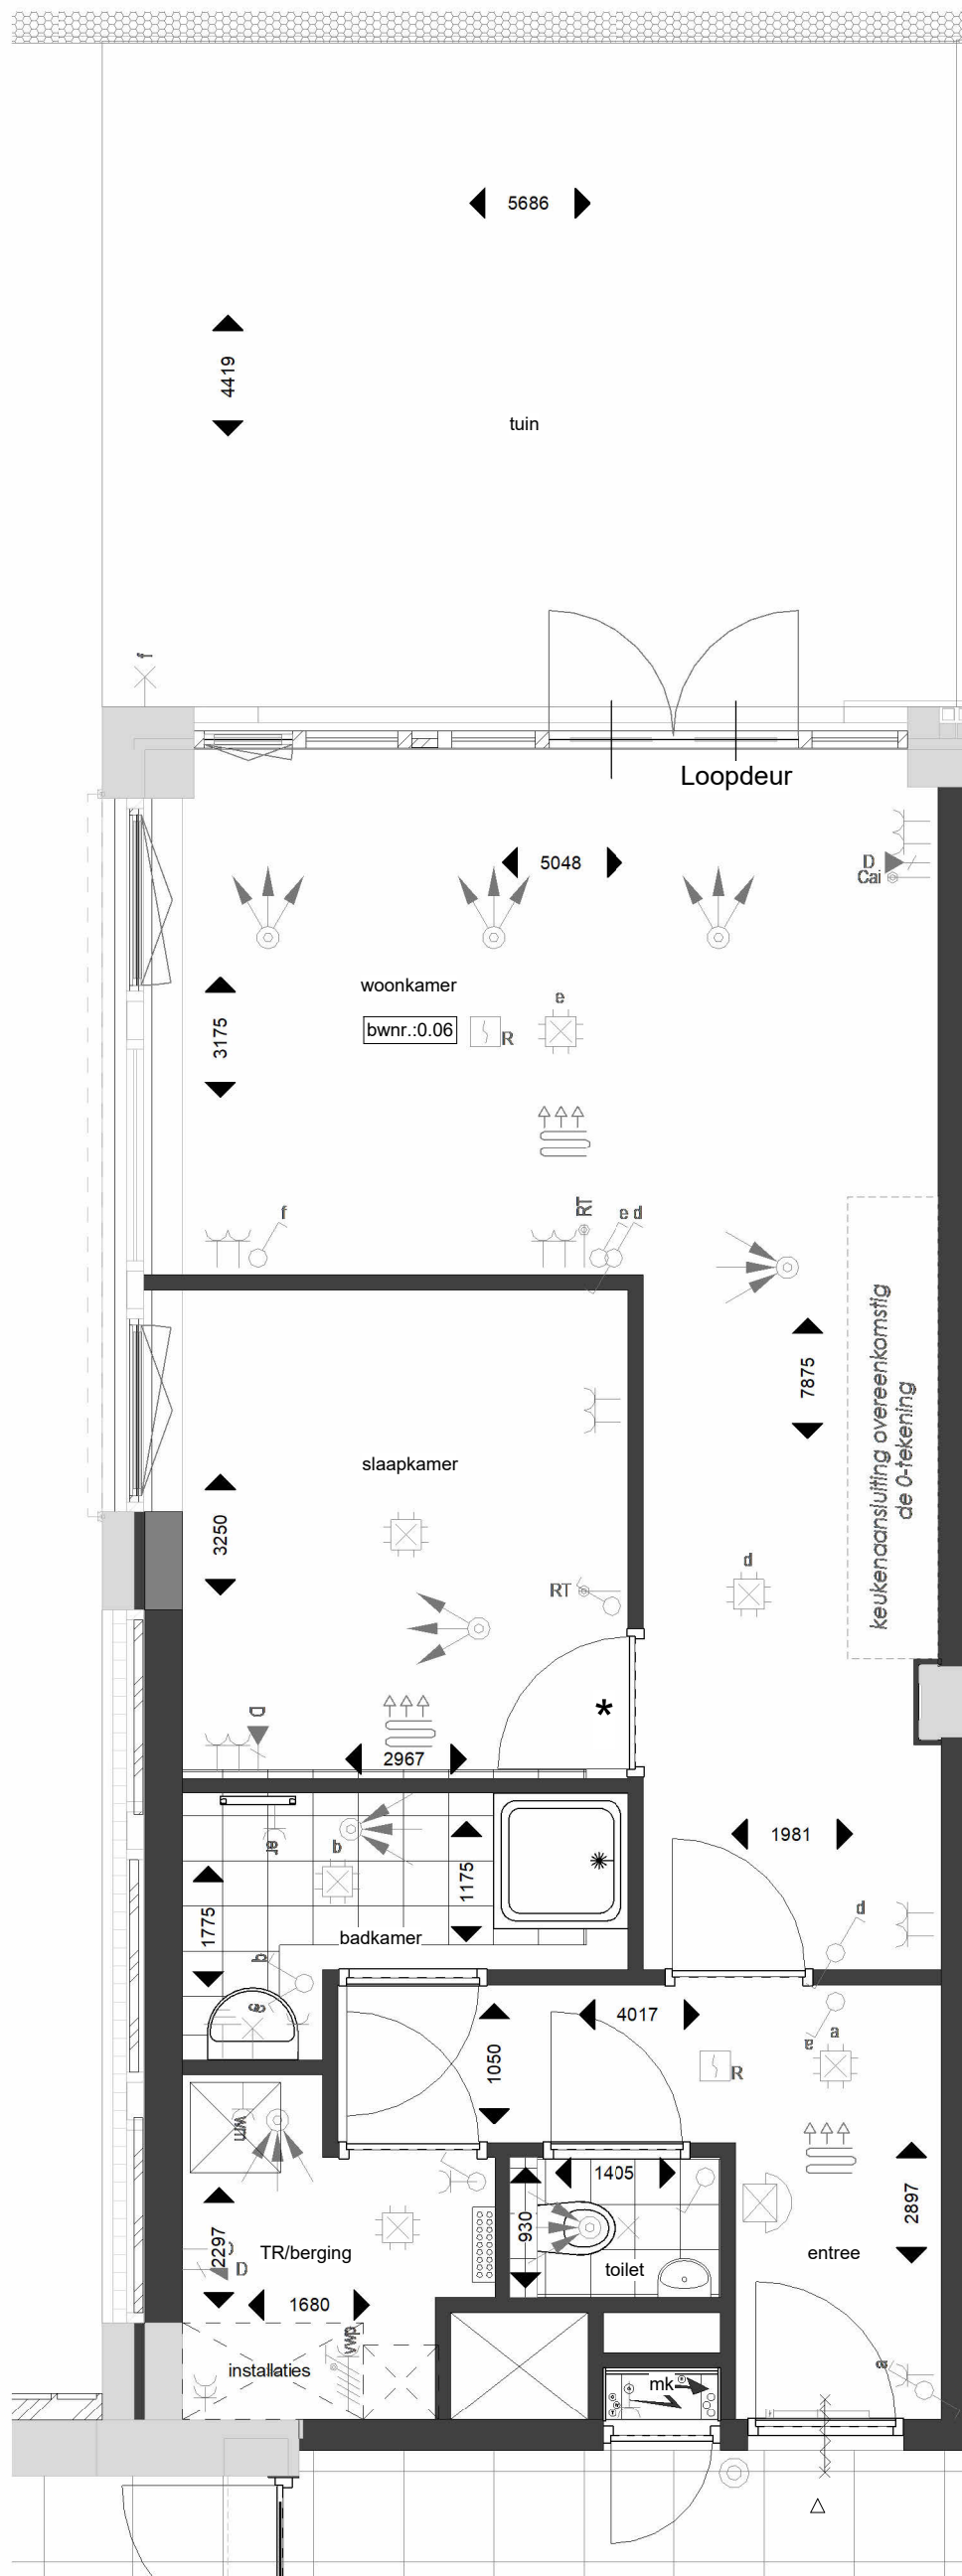 5686
4419
tuin
f
Loopdeur
5048
D
Cai
woonkamer
bwnr.:0.06
R
e
3175
f
RT
e d
7875
keukenaansluiting overeenkomstig
de 0-tekening
slaapkamer
3250
RT
d
D
*
2967
1981
b
1175
1775
badkamer
d
4017
1050
a
R
wm
1405
2897
930
2297
TR/berging
D
toilet
entree
1680
vwp
installaties
mk
a